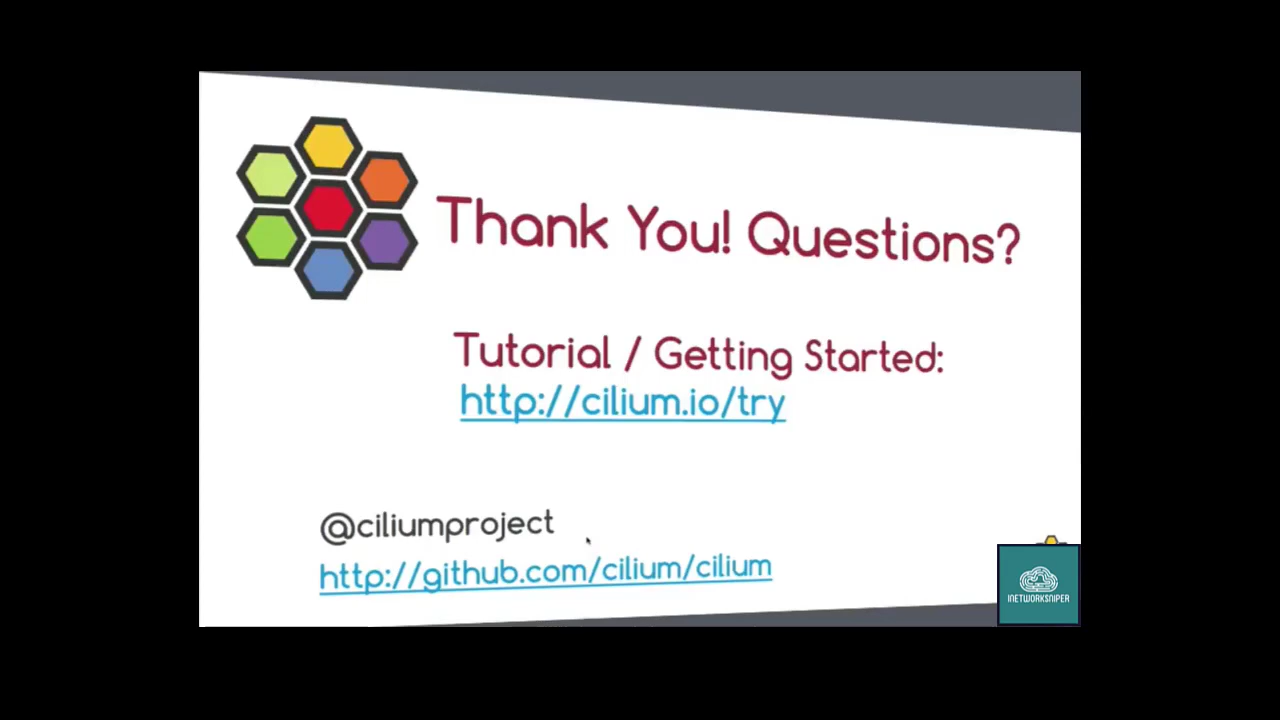 Thank You! Questions?
Tutorial / Getting Started:
http://cilium.io/try
@ciliumproject
http://github.com/cilium/cilium
INETWORKSNIPER